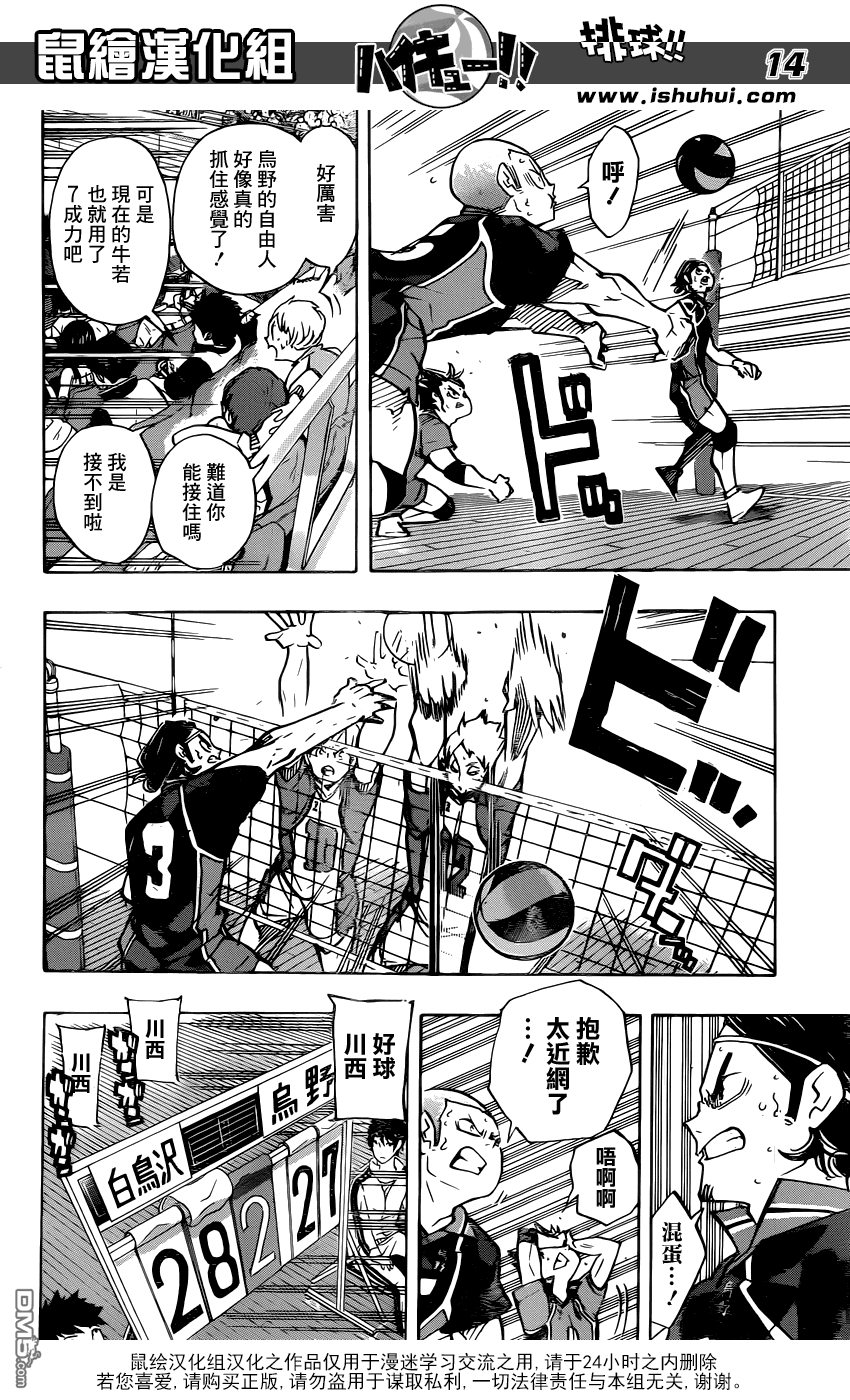 鼠繪漢化組
ハイキュー!!
排球!!
14
www.ishuhui.com
呼!
好厲害
烏野的自由人
好像真的
抓住感覺了!
可是
現在的牛若
也就用了
7成力吧
難道你
能接住嗎
我是
接不到啦
3
10
12
ビッ
抱歉
太近網了
…!
唔啊啊
混蛋…!
好球
川西
川西
川西
白鳥沢
烏野
28
2
2
27
鼠绘汉化组汉化之作品仅用于漫迷学习交流之用, 请于24小时之内删除
若您喜爱, 请购买正版, 请勿盗用于谋取私利, 一切法律责任与本组无关, 谢谢。
DM5.com